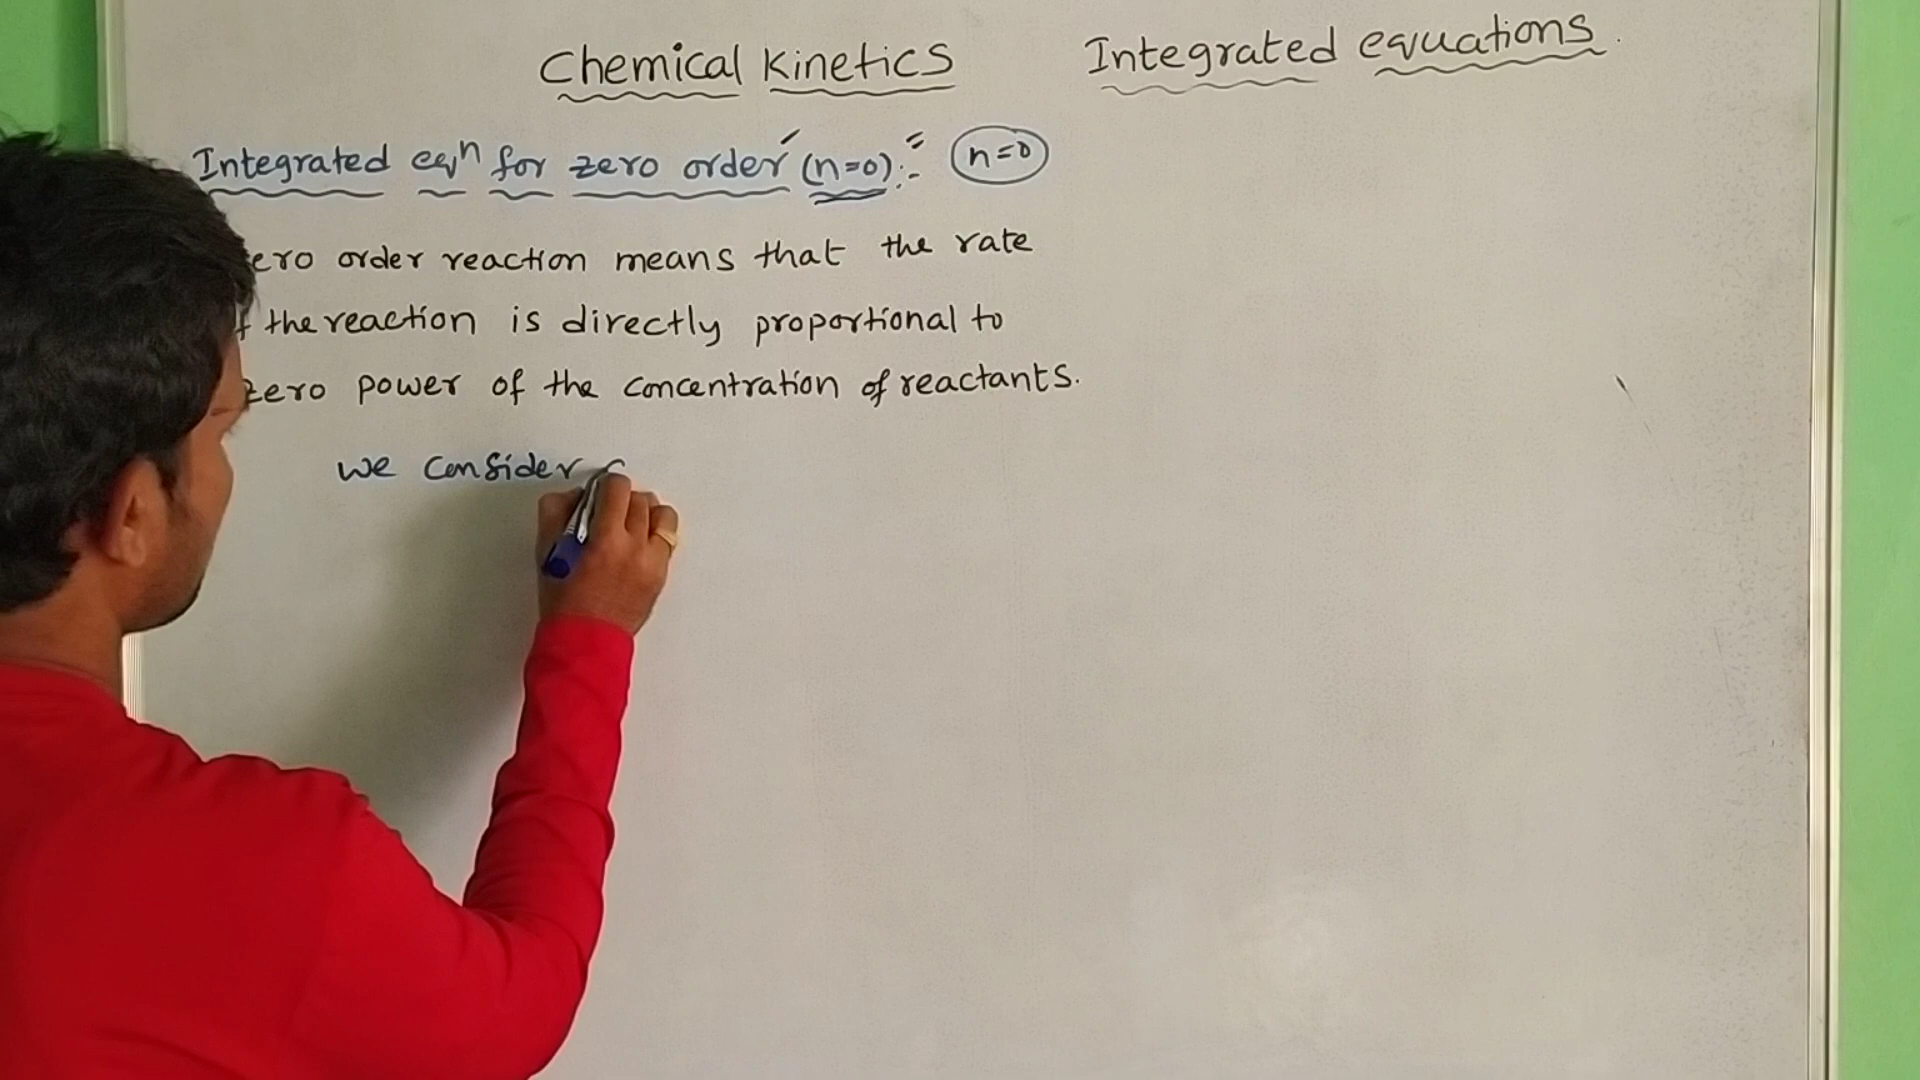 Chemical Kinetics Integrated equations.
Integrated eqn for zero order (n=0):- n=0
ero order reaction means that the rate
the reaction is directly proportional to
zero power of the concentration of reactants.
we consider